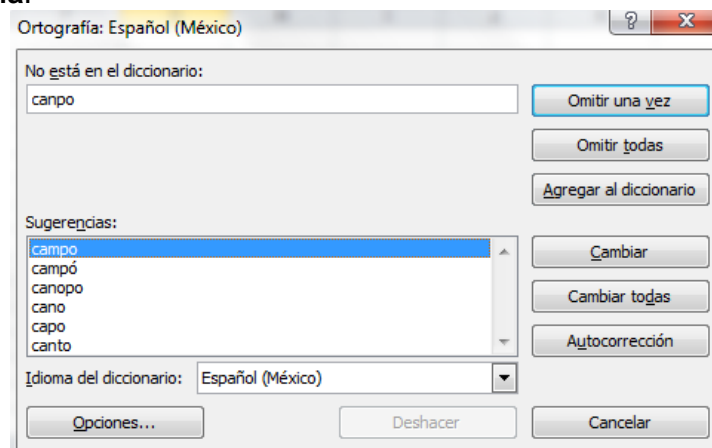 Ortografía: Español (México)
No está en el diccionario:
canpo
Omitir una vez
Omitir todas
Agregar al diccionario
Sugerencias:
campo
campó
canopo
cano
capo
canto
Cambiar
Cambiar todas
Autocorrección
Idioma del diccionario: Español (México)
Opciones...
Deshacer
Cancelar